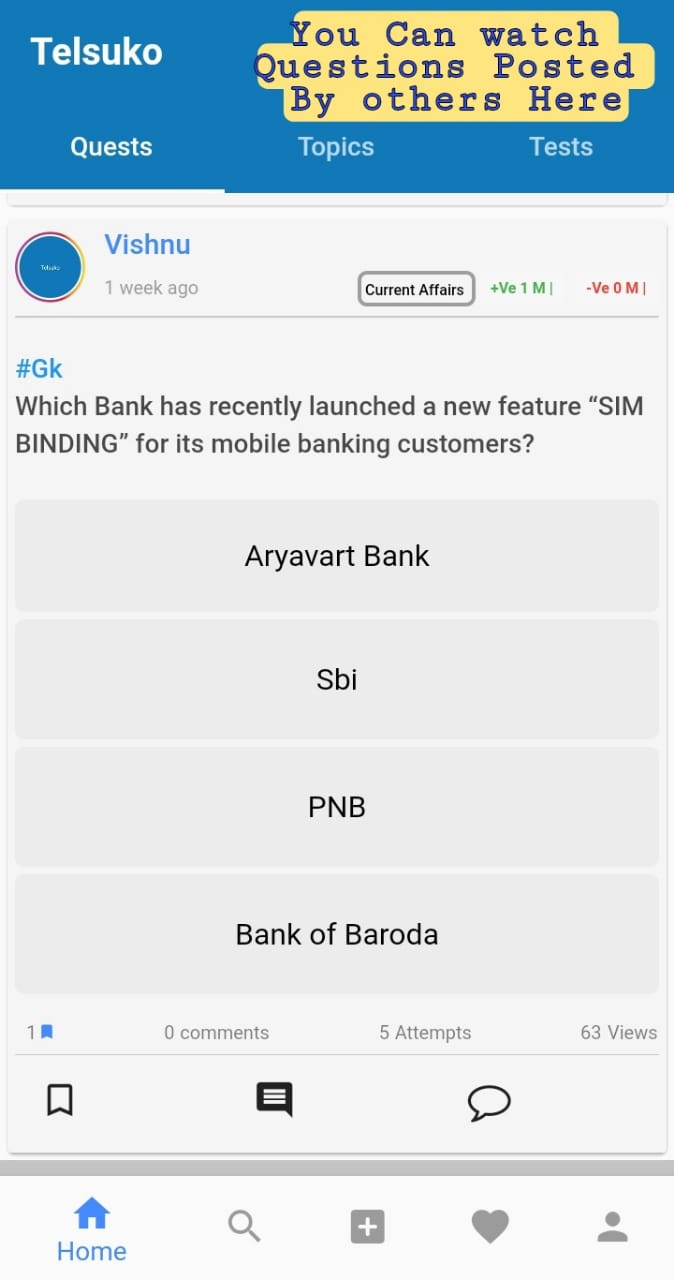 Telsuko
You Can watch
Questions Posted
By others Here
Quests
Topics
Tests
Telsuko
Vishnu
1 week ago
Current Affairs
+Ve 1 M |
-Ve 0 M |
#Gk
Which Bank has recently launched a new feature “SIM
BINDING” for its mobile banking customers?
Aryavart Bank
Sbi
PNB
Bank of Baroda
1
0 comments
5 Attempts
63 Views
Home